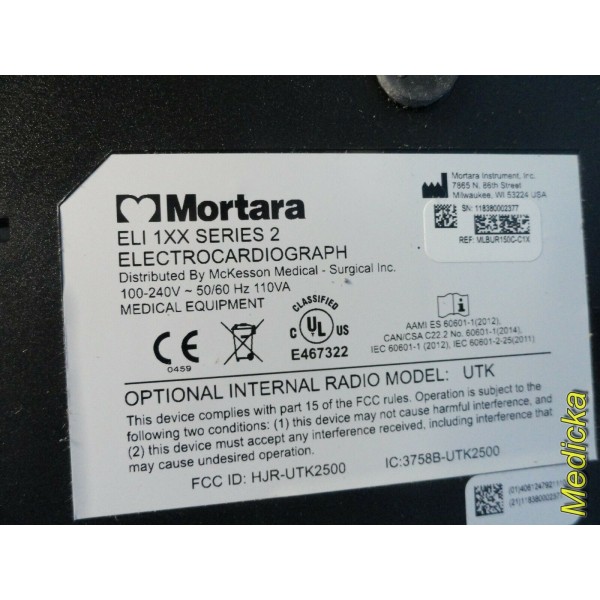 Mortara
ELI 1XX SERIES 2
ELECTROCARDIOGRAPH
Distributed By McKesson Medical - Surgical Inc.
100-240V ~ 50/60 Hz 110VA
MEDICAL EQUIPMENT
Mortara Instrument, Inc.
7865 N. 86th Street
Milwaukee, WI 53224 USA
SN: 118380002377
REF: MLBUR150C-C1X
0459
CLASSIFIED
C UL US
E467322
AAMI ES 60601-1(2012),
CAN/CSA C22.2 No. 60601-1(2014),
IEC 60601-1 (2012), IEC 60601-2-25(2011)
OPTIONAL INTERNAL RADIO MODEL: UTK
This device complies with part 15 of the FCC rules. Operation is subject to the
following two conditions: (1) this device may not cause harmful interference, and
(2) this device must accept any interference received, including interference that
may cause undesired operation.
FCC ID: HJR-UTK2500
IC:3758B-UTK2500
Medicka